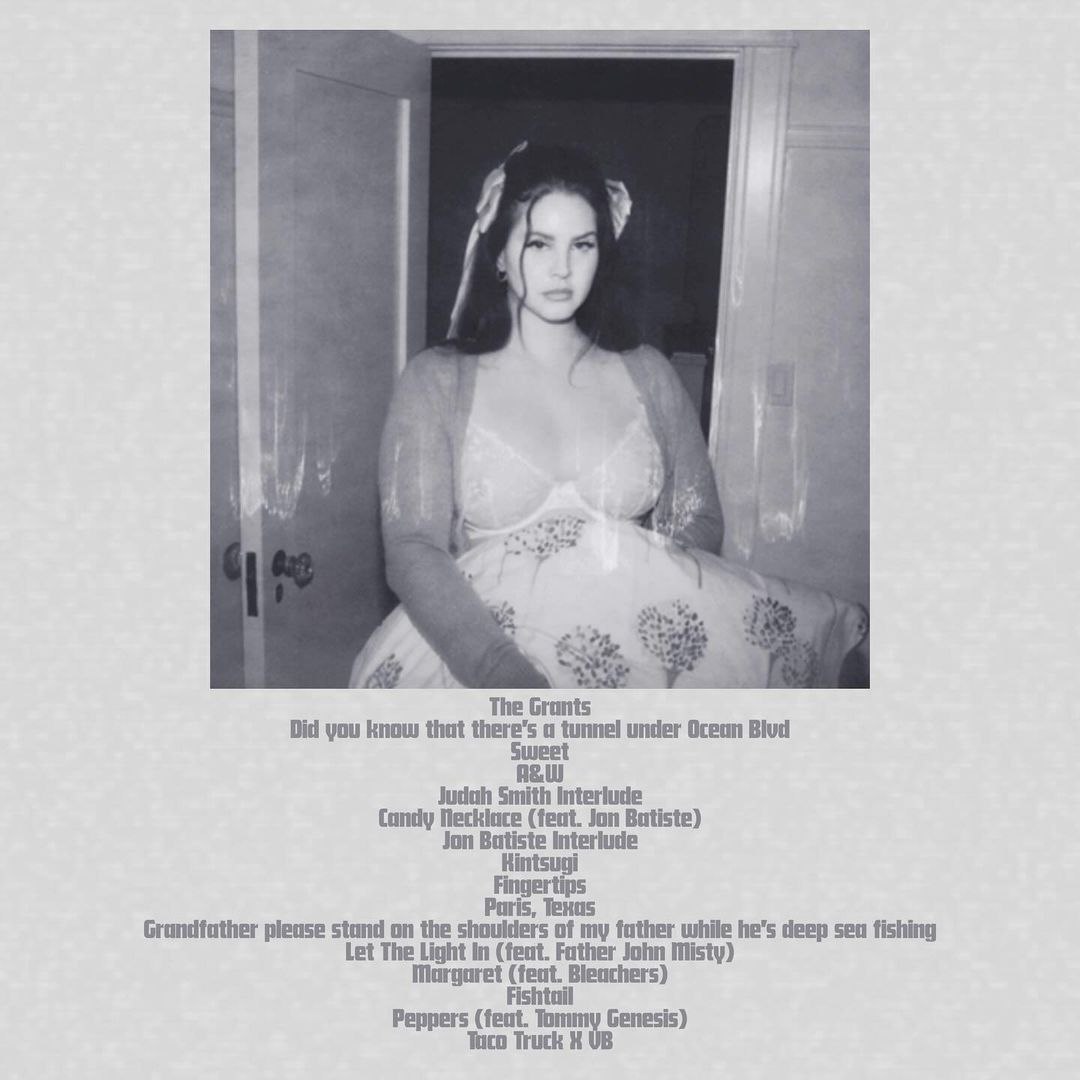 The Grants
Did you know that there's a tunnel under Ocean Blvd
Sweet
A&W
Judah Smith Interlude
Candy Necklace (feat. Jon Batiste)
Jon Batiste Interlude
Kintsugi
Fingertips
Paris, Texas
Grandfather please stand on the shoulders of my father while he's deep sea fishing
Let The Light In (feat. Father John Misty)
Margaret (feat. Bleachers)
Fishtail
Peppers (feat. Tommy Genesis)
Taco Truck X VB